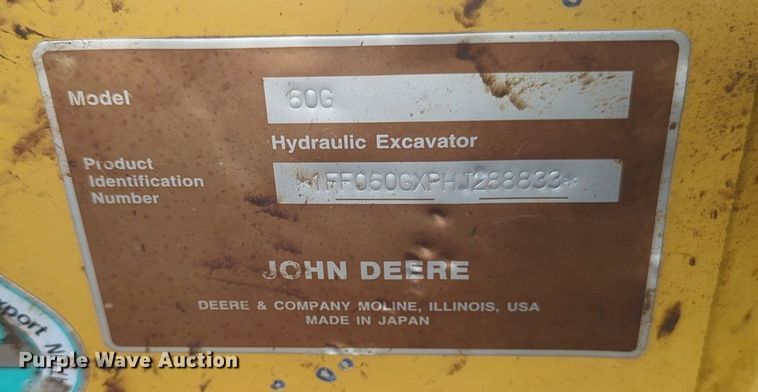 Model 60G
Hydraulic Excavator
Product
Identification
Number
*1FF060GXPHJ288833*
JOHN DEERE
DEERE & COMPANY MOLINE, ILLINOIS, USA
MADE IN JAPAN
xport
Purple Wave Auction